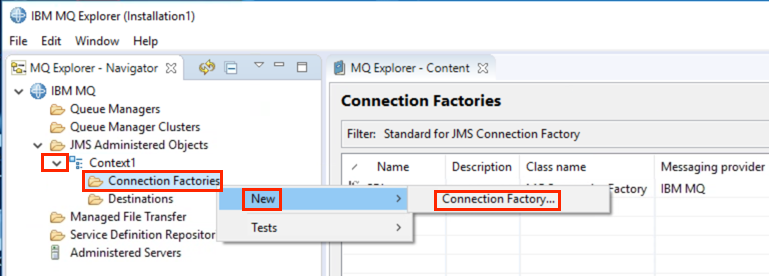 IBM MQ Explorer (Installation1)
File Edit Window Help
MQ Explorer - Navigator
IBM MQ
Queue Managers
Queue Manager Clusters
JMS Administered Objects
Context1
Connection Factories
Destinations
Managed File Transfer
Service Definition Repositor
Administered Servers
New
Tests
Connection Factory...
MQ Explorer - Content
Connection Factories
Filter: Standard for JMS Connection Factory
Name Description Class name Messaging provider
Factory IBM MQ